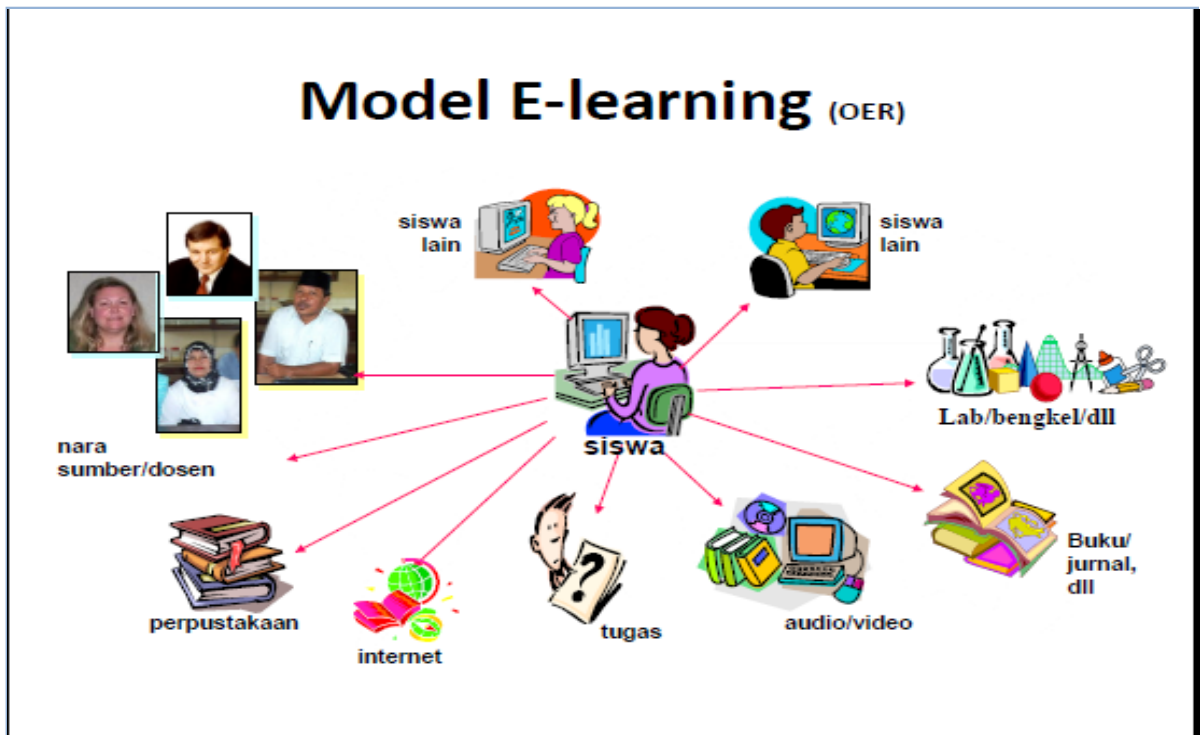 Model E-learning (OER)
siswa
lain
siswa
lain
siswa
Lab/bengkel/dll
nara
sumber/dosen
perpustakaan
internet
?
tugas
audio/video
Buku/
jurnal,
dll